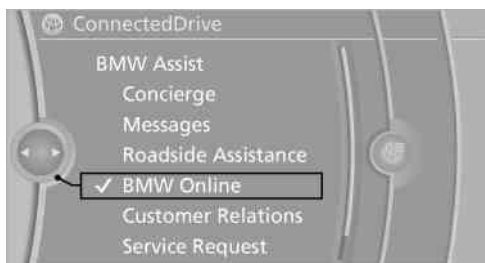 ConnectedDrive
BMW Assist
Concierge
Messages
Roadside Assistance
✓ BMW Online
Customer Relations
Service Request